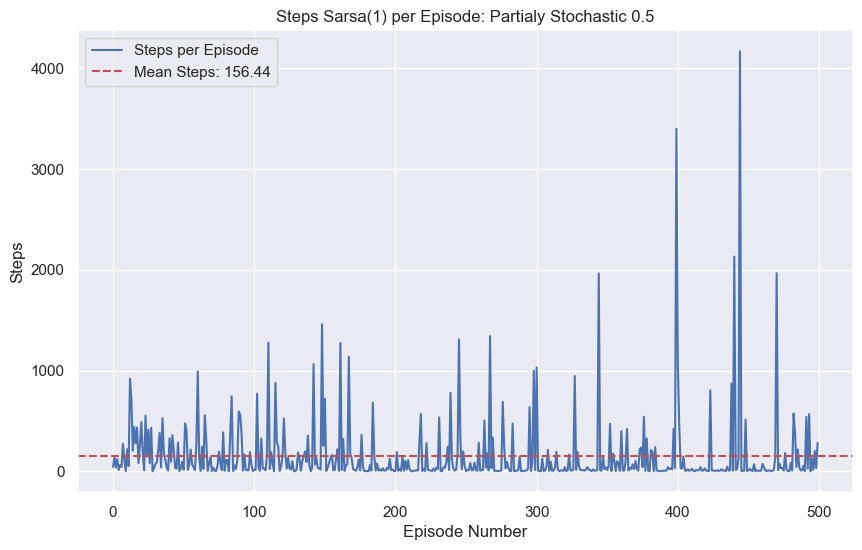 Steps Sarsa(1) per Episode: Partialy Stochastic 0.5
Steps per Episode
Mean Steps: 156.44
4000
3000
2000
1000
0
Steps
0 100 200 300 400 500
Episode Number